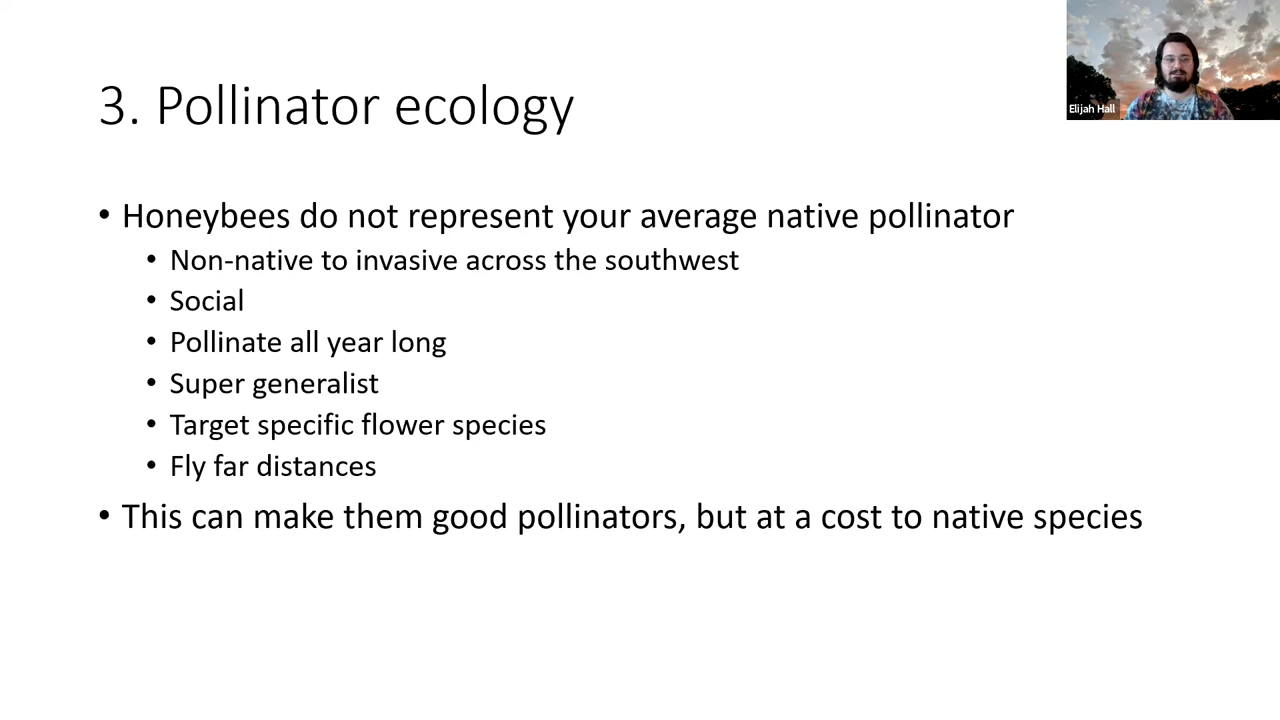 3. Pollinator ecology
Elijah Hall
• Honeybees do not represent your average native pollinator
• Non-native to invasive across the southwest
• Social
• Pollinate all year long
• Super generalist
• Target specific flower species
• Fly far distances
• This can make them good pollinators, but at a cost to native species